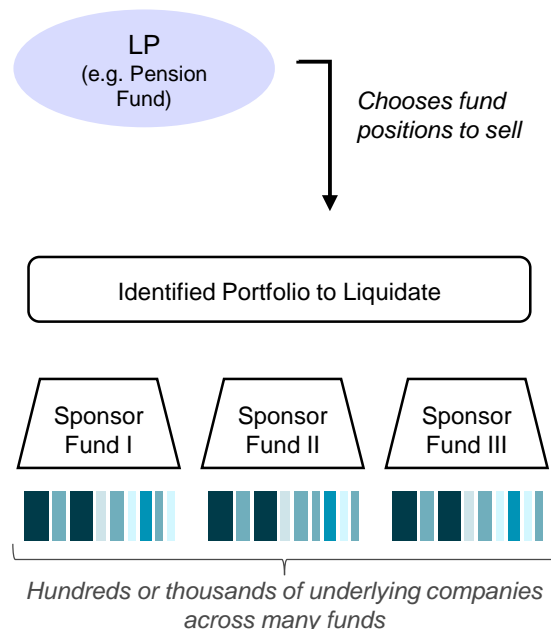 LP
(e.g. Pension
Fund)
Chooses fund
positions to sell
Identified Portfolio to Liquidate
Sponsor
Fund I
Sponsor
Fund II
Sponsor
Fund III
Hundreds or thousands of underlying companies
across many funds